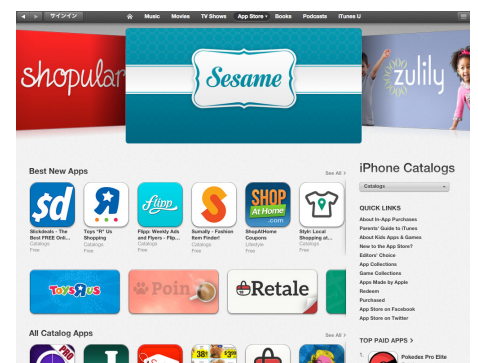 サインイン
Music Movies TV Shows App Store Books Podcasts iTunes U
shopular
Sesame
zulily
Best New Apps
See All >
iPhone Catalogs
Catalogs
QUICK LINKS
About In-App Purchases
Parents' Guide to iTunes
About Kids Apps & Games
New to the App Store?
Editors' Choice
App Collections
Game Collections
Apps Made by Apple
Redeem
Purchased
App Store on Facebook
App Store on Twitter
$d
R
flipp
S
SHOP
At Home
.com
Slickdeals - The
Best FREE Onli...
Catalogs
Free
Toys "R" Us
Shopping
Catalogs
Free
Flipp: Weekly Ads
and Flyers - Flip...
Catalogs
Free
Sumally - Fashion
Item Finder!
Catalogs
Free
ShopAtHome
Coupons
Lifestyle
Free
Stylr: Local
Shopping at...
Catalogs
Free
ToysRus
Poin
Retale
All Catalog Apps
See All >
TOP PAID APPS >
1.
Pokedex Pro Elite
PRO